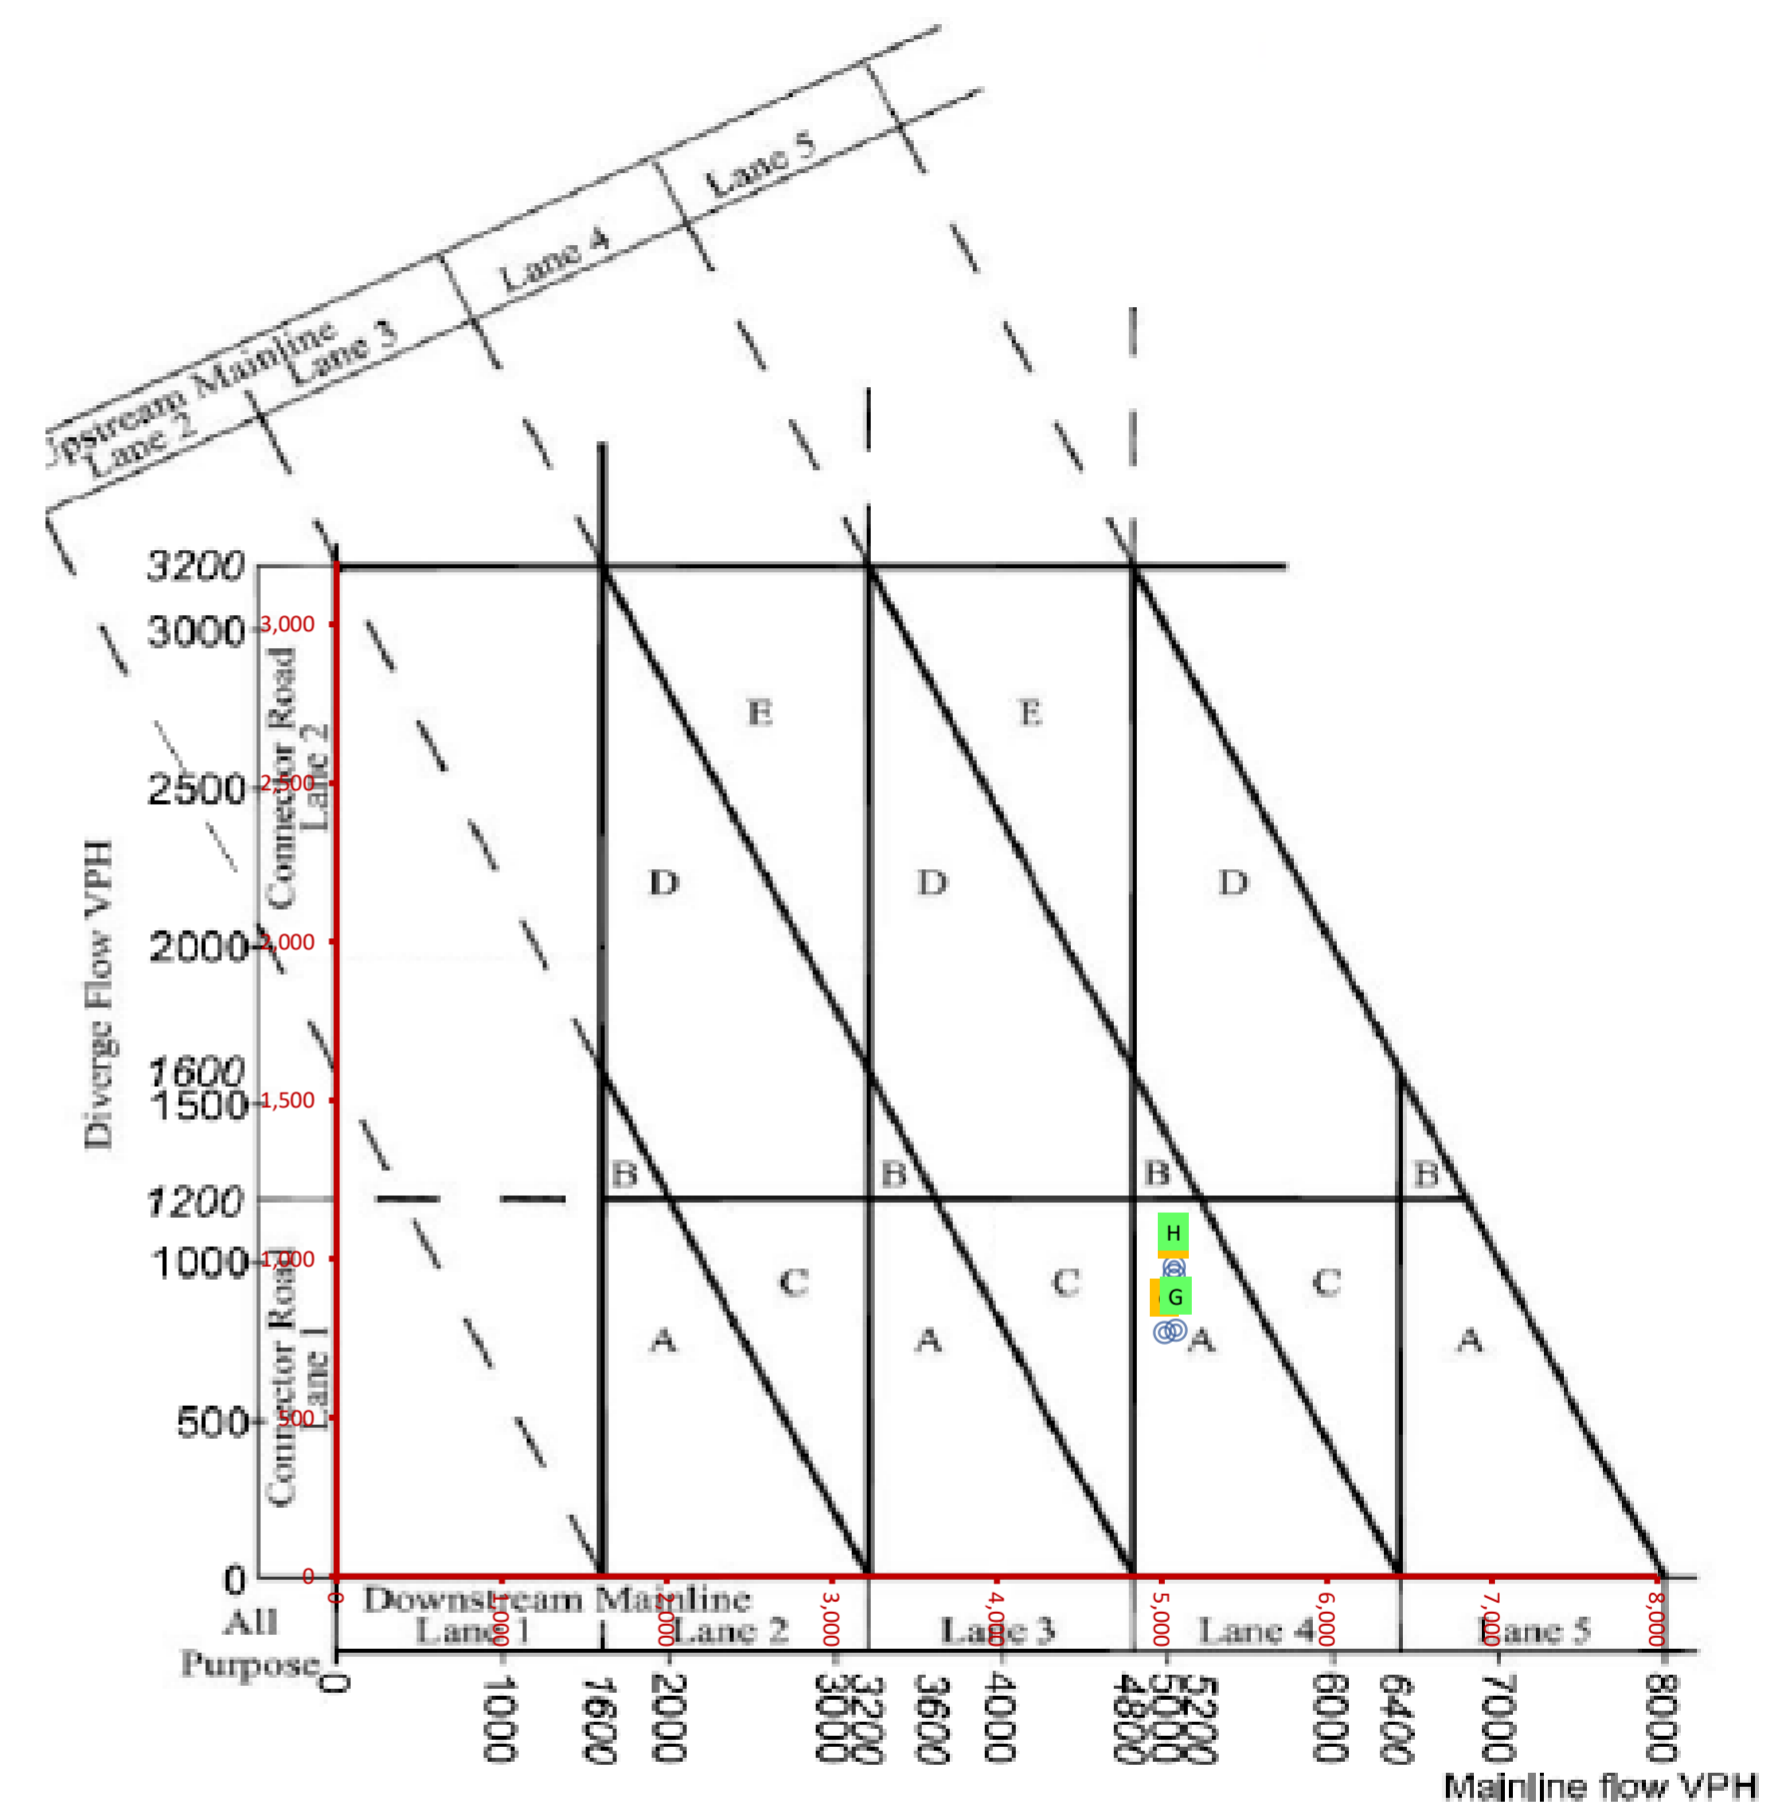 Lane 5
Lane 4
Upstream Mainline
Lane 3
Lane 2
3200
3000
3,000
2500
2,500
2000
2,000
1600
1500
1,500
1200
1000
1,000
500
500
0
0
Diverge Flow VPH
Connector Road
Lane 2
Connector Road
Lane 1
E
E
D
D
D
B
B
B
B
H
C
C
C
G
A
A
A
A
0
1,000
2,000
3,000
4,000
5,000
6,000
7,000
8,000
Downstream Mainline
All
Purpose
Lane 1
Lane 2
Lane 3
Lane 4
Lane 5
0
1000
1600
2000
3000
3200
3600
4000
4800
5000
5200
6000
6400
7000
8000
Mainline flow VPH